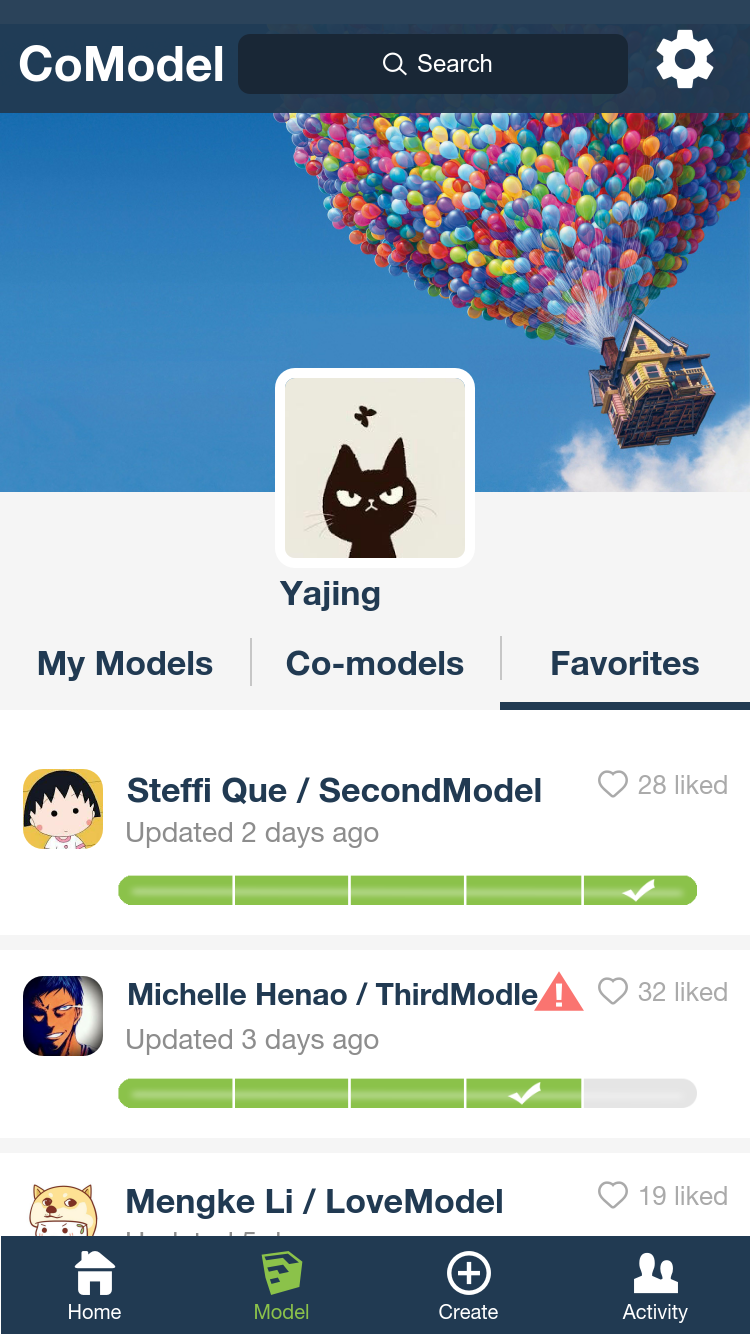 CoModel
Search
Yajing
My Models
Co-models
Favorites
Steffi Que / SecondModel
28 liked
Updated 2 days ago
Michelle Henao / ThirdModle
32 liked
Updated 3 days ago
Mengke Li / LoveModel
19 liked
Home
Model
Create
Activity